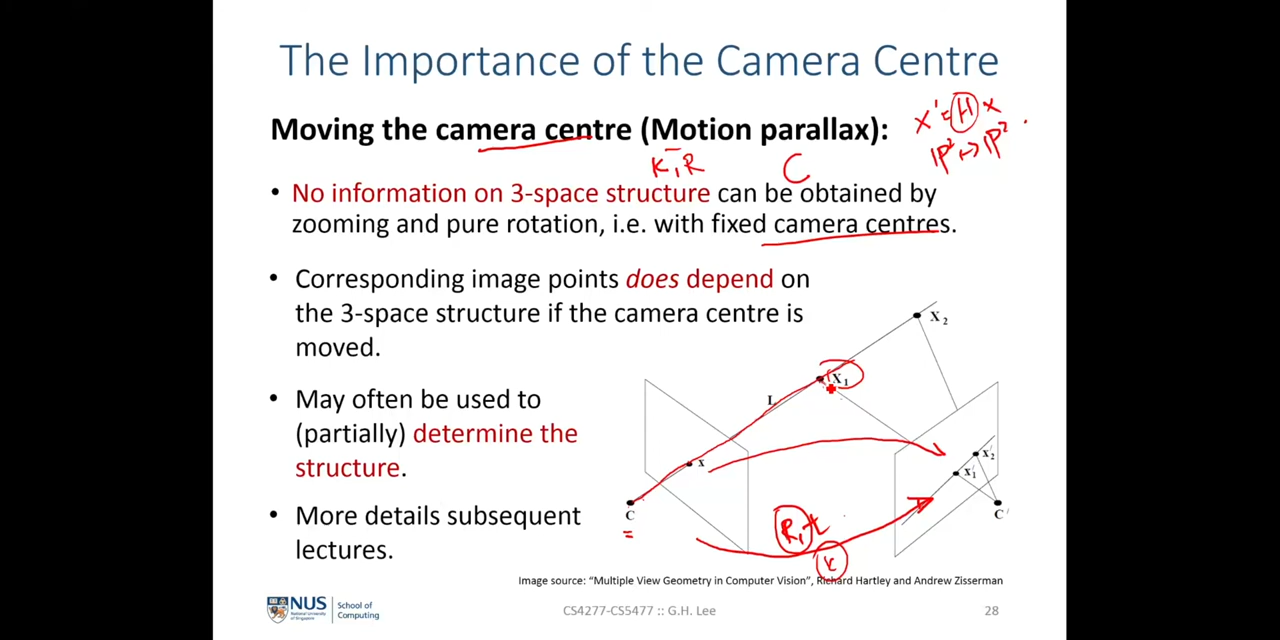 The Importance of the Camera Centre
Moving the camera centre (Motion parallax):
x' = H x
ℙ² ↔ ℙ²
K, R
C
• No information on 3-space structure can be obtained by
zooming and pure rotation, i.e. with fixed camera centres.
• Corresponding image points does depend on
the 3-space structure if the camera centre is
moved.
• May often be used to
(partially) determine the
structure.
• More details subsequent
lectures.
X₂
X₁
L
x
x'₂
x'₁
C
C'
R, t
K
Image source: “Multiple View Geometry in Computer Vision”, Richard Hartley and Andrew Zisserman
NUS
National University
of Singapore
School of
Computing
CS4277-CS5477 :: G.H. Lee
28